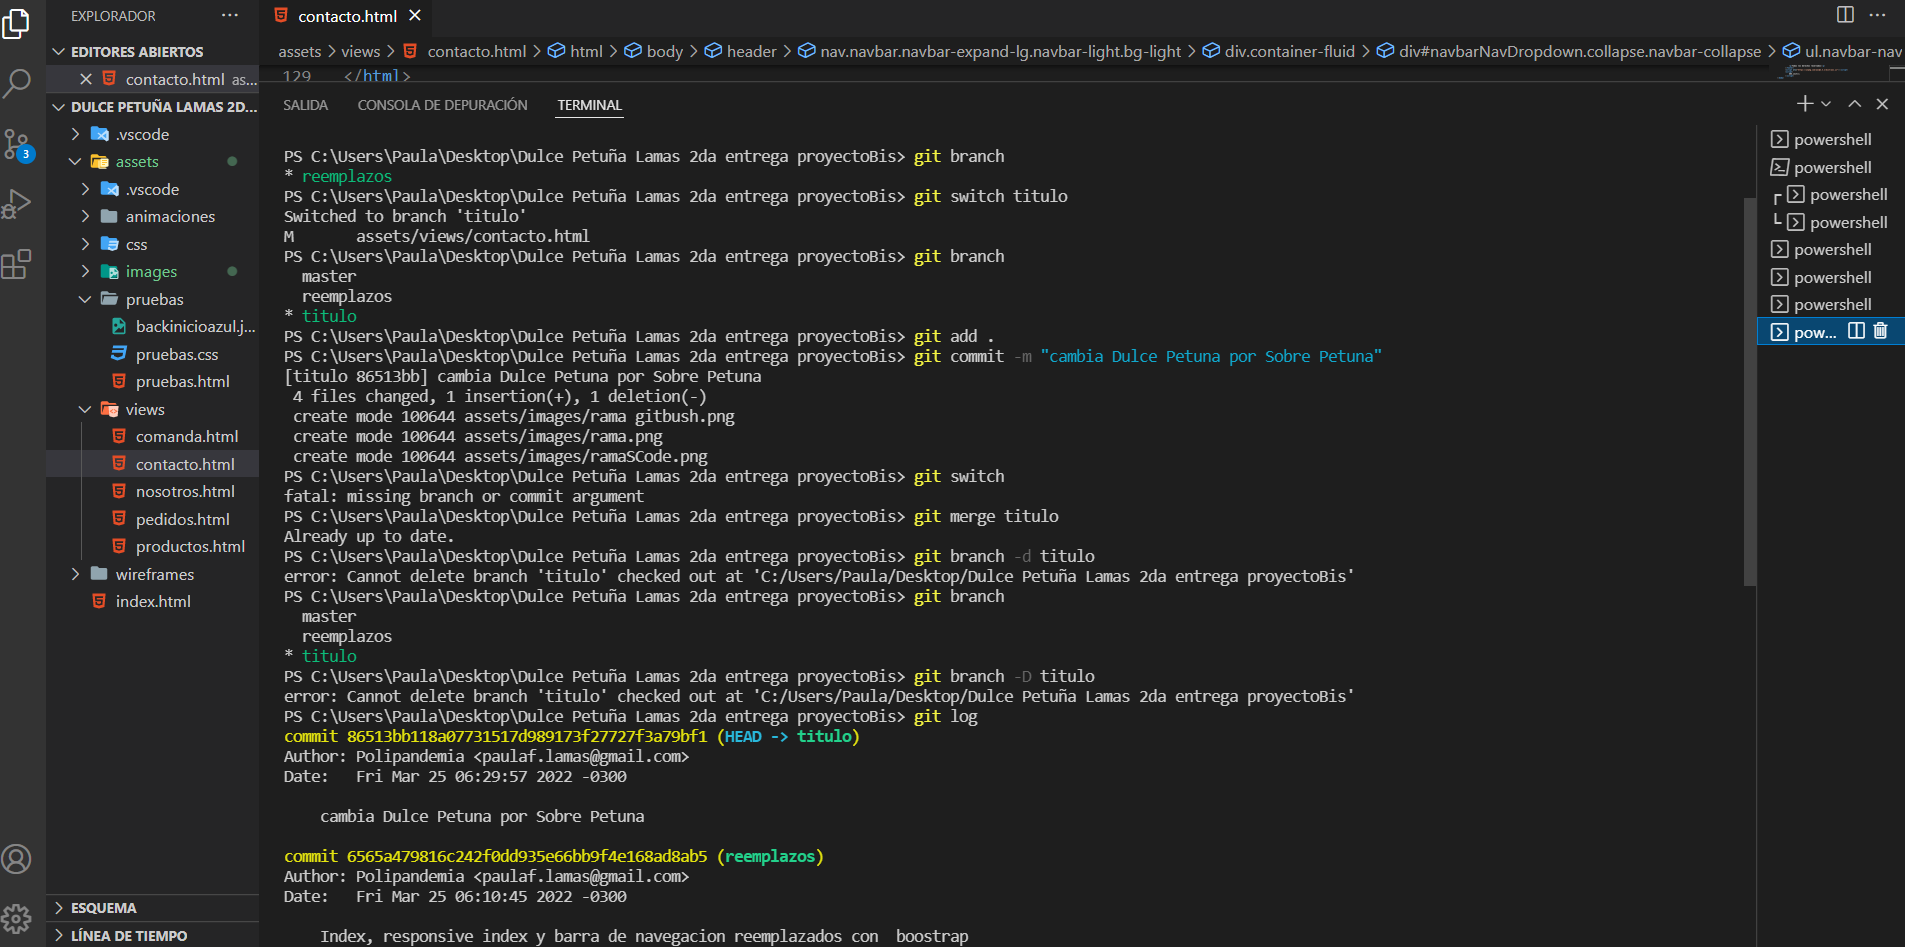 EXPLORADOR
EDITORES ABIERTOS
contacto.html as...
DULCE PETUÑA LAMAS 2D...
.vscode
assets
.vscode
animaciones
css
images
pruebas
backinicioazul.j...
pruebas.css
pruebas.html
views
comanda.html
contacto.html
nosotros.html
pedidos.html
productos.html
wireframes
index.html
ESQUEMA
LÍNEA DE TIEMPO
3
contacto.html
assets > views > contacto.html > html > body > header > nav.navbar.navbar-expand-lg.navbar-light.bg-light > div.container-fluid > div#navbarNavDropdown.collapse.navbar-collapse > ul.navbar-nav
129 </html>
SALIDA CONSOLA DE DEPURACIÓN TERMINAL
PS C:\Users\Paula\Desktop\Dulce Petuña Lamas 2da entrega proyectoBis> git branch
* reemplazos
PS C:\Users\Paula\Desktop\Dulce Petuña Lamas 2da entrega proyectoBis> git switch titulo
Switched to branch 'titulo'
M assets/views/contacto.html
PS C:\Users\Paula\Desktop\Dulce Petuña Lamas 2da entrega proyectoBis> git branch
master
reemplazos
* titulo
PS C:\Users\Paula\Desktop\Dulce Petuña Lamas 2da entrega proyectoBis> git add .
PS C:\Users\Paula\Desktop\Dulce Petuña Lamas 2da entrega proyectoBis> git commit -m "cambia Dulce Petuna por Sobre Petuna"
[titulo 86513bb] cambia Dulce Petuna por Sobre Petuna
4 files changed, 1 insertion(+), 1 deletion(-)
create mode 100644 assets/images/rama gitbush.png
create mode 100644 assets/images/rama.png
create mode 100644 assets/images/ramaSCode.png
PS C:\Users\Paula\Desktop\Dulce Petuña Lamas 2da entrega proyectoBis> git switch
fatal: missing branch or commit argument
PS C:\Users\Paula\Desktop\Dulce Petuña Lamas 2da entrega proyectoBis> git merge titulo
Already up to date.
PS C:\Users\Paula\Desktop\Dulce Petuña Lamas 2da entrega proyectoBis> git branch -d titulo
error: Cannot delete branch 'titulo' checked out at 'C:/Users/Paula/Desktop/Dulce Petuña Lamas 2da entrega proyectoBis'
PS C:\Users\Paula\Desktop\Dulce Petuña Lamas 2da entrega proyectoBis> git branch
master
reemplazos
* titulo
PS C:\Users\Paula\Desktop\Dulce Petuña Lamas 2da entrega proyectoBis> git branch -D titulo
error: Cannot delete branch 'titulo' checked out at 'C:/Users/Paula/Desktop/Dulce Petuña Lamas 2da entrega proyectoBis'
PS C:\Users\Paula\Desktop\Dulce Petuña Lamas 2da entrega proyectoBis> git log
commit 86513bb118a07731517d989173f27727f3a79bf1 (HEAD -> titulo)
Author: Polipandemia <paulaf.lamas@gmail.com>
Date: Fri Mar 25 06:29:57 2022 -0300
cambia Dulce Petuna por Sobre Petuna
commit 6565a479816c242f0dd935e66bb9f4e168ad8ab5 (reemplazos)
Author: Polipandemia <paulaf.lamas@gmail.com>
Date: Fri Mar 25 06:10:45 2022 -0300
Index, responsive index y barra de navegacion reemplazados con boostrap
powershell
powershell
powershell
powershell
powershell
powershell
powershell
pow...